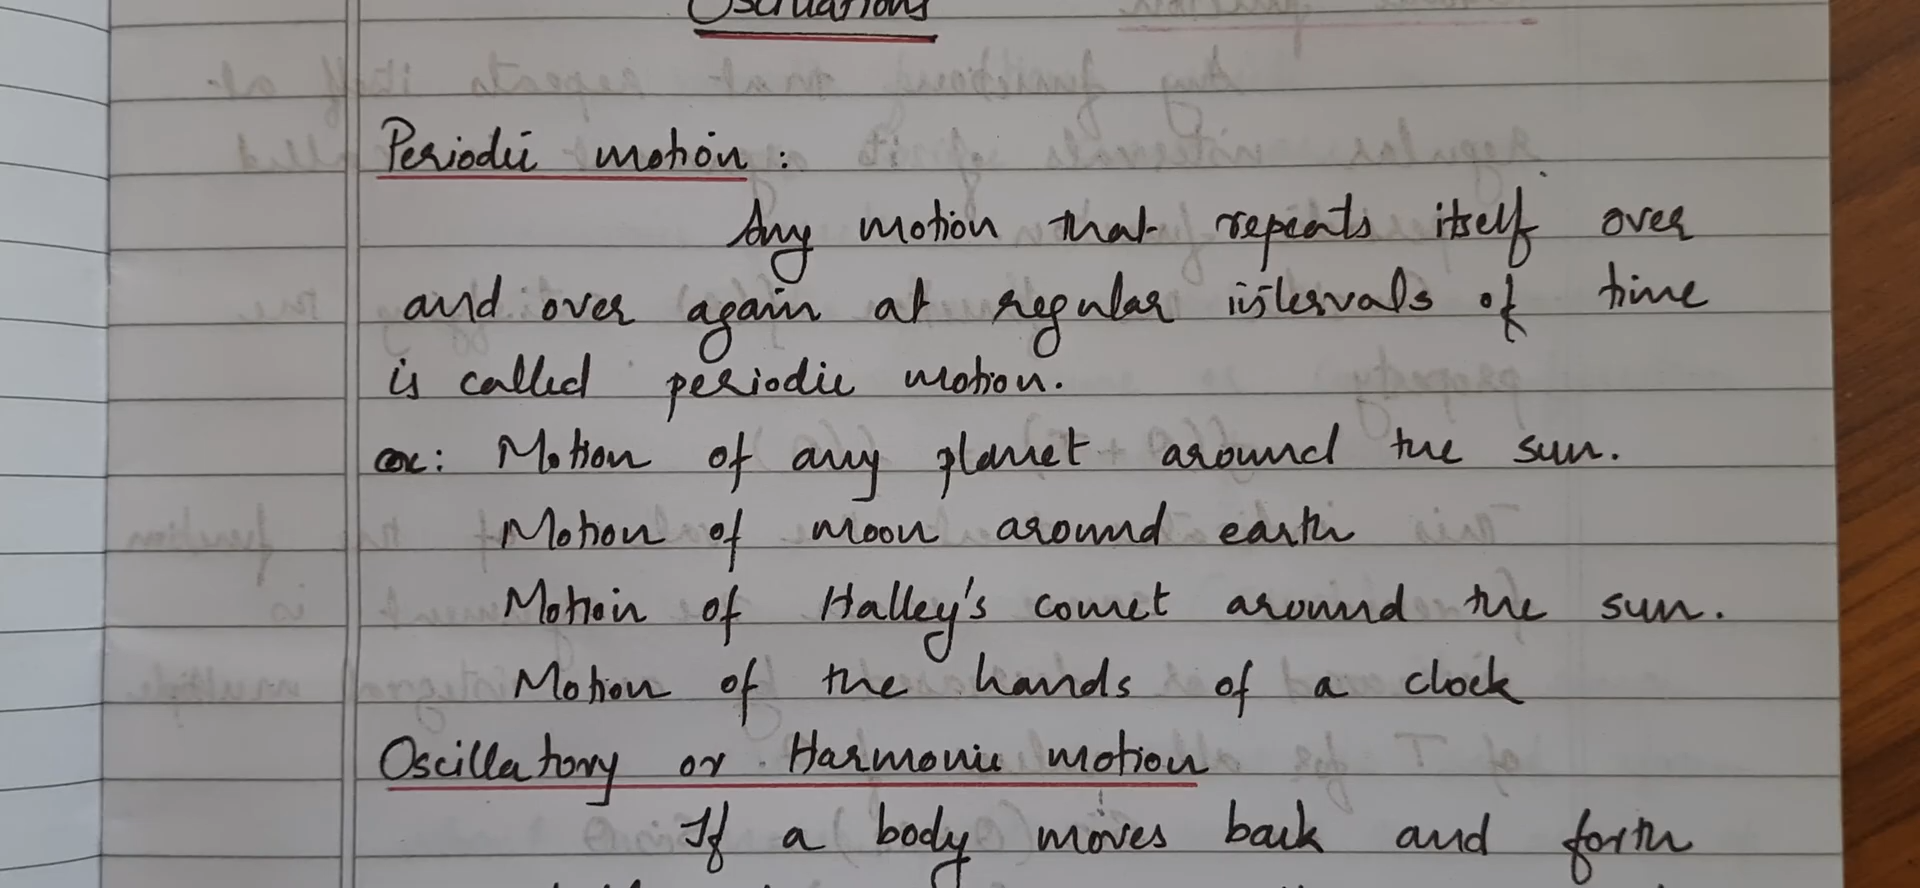 Oscillations
Periodic motion :
Any motion that repeats itself over
and over again at regular intervals of time
is called periodic motion.
ex: Motion of any planet around the sun.
Motion of moon around earth
Motion of Halley's comet around the sun.
Motion of the hands of a clock
Oscillatory or Harmonic motion
If a body moves back and forth